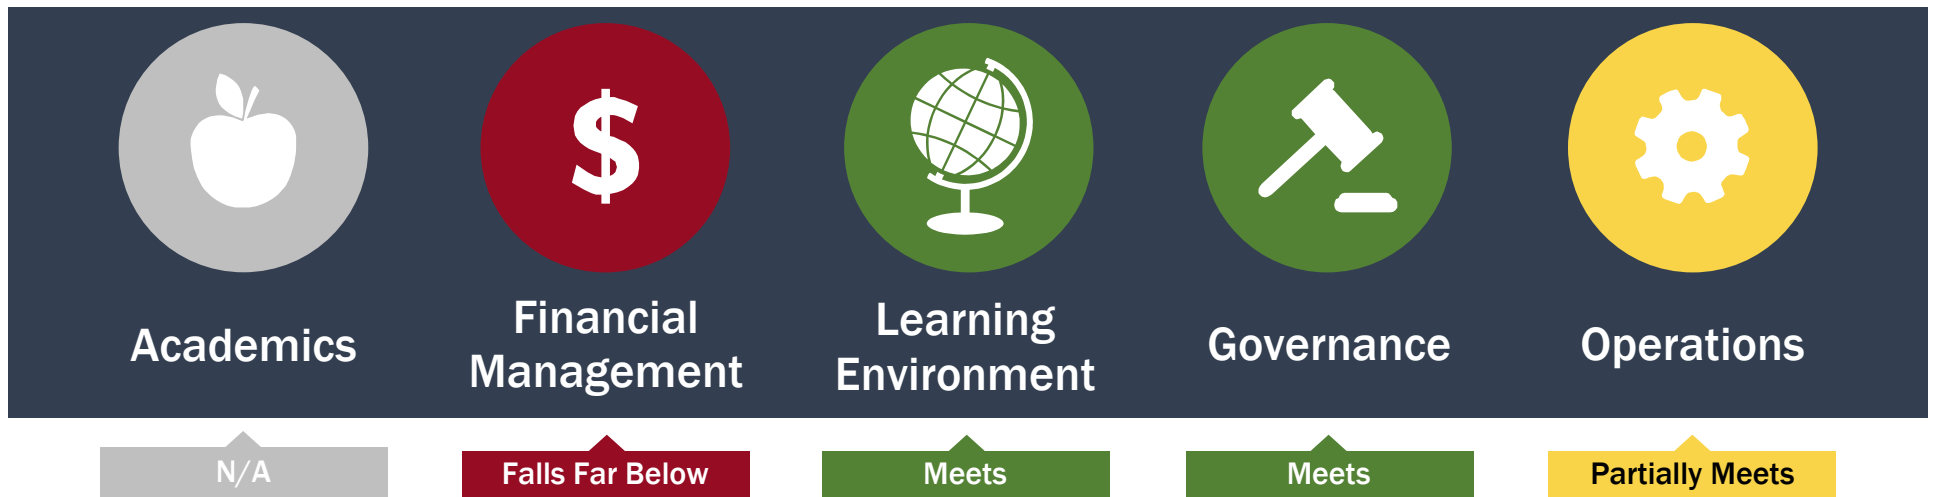 $
Academics
Financial
Management
Learning
Environment
Governance
Operations
N/A
Falls Far Below
Meets
Meets
Partially Meets